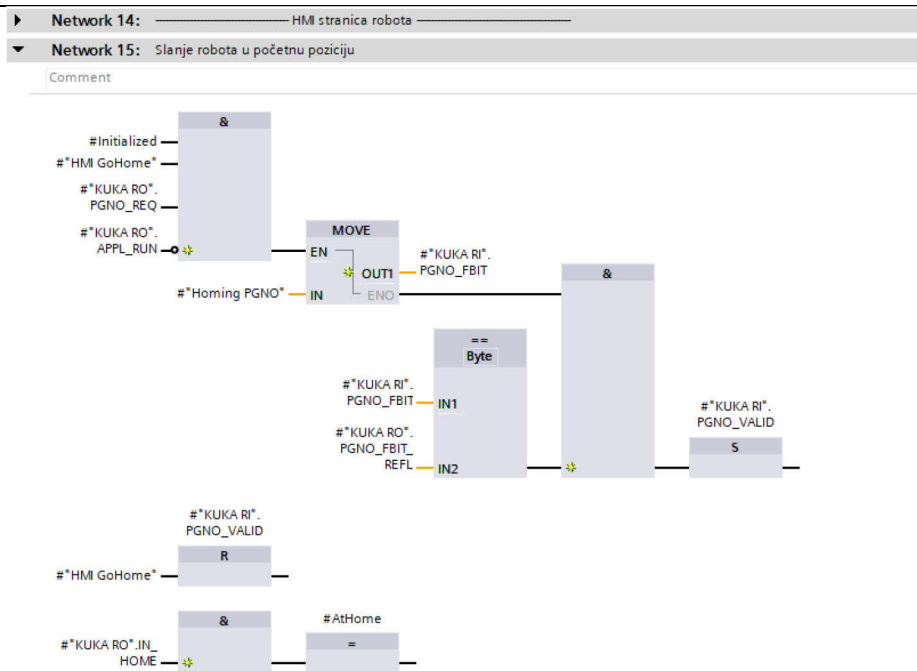 Network 14: ---------- HMI stranica robota ----------
Network 15: Slanje robota u početnu poziciju
Comment
&
#Initialized
#"HMI GoHome"
#"KUKA RO".
PGNO_REQ
#"KUKA RO".
APPL_RUN
MOVE
EN
#"KUKA RI".
OUT1
PGNO_FBIT
#"Homing PGNO"
IN
ENO
&
==
Byte
#"KUKA RI".
PGNO_FBIT
IN1
#"KUKA RO".
PGNO_FBIT_
REFL
IN2
#"KUKA RI".
PGNO_VALID
S
#"KUKA RI".
PGNO_VALID
R
#"HMI GoHome"
&
#AtHome
#"KUKA RO".IN_
HOME
=